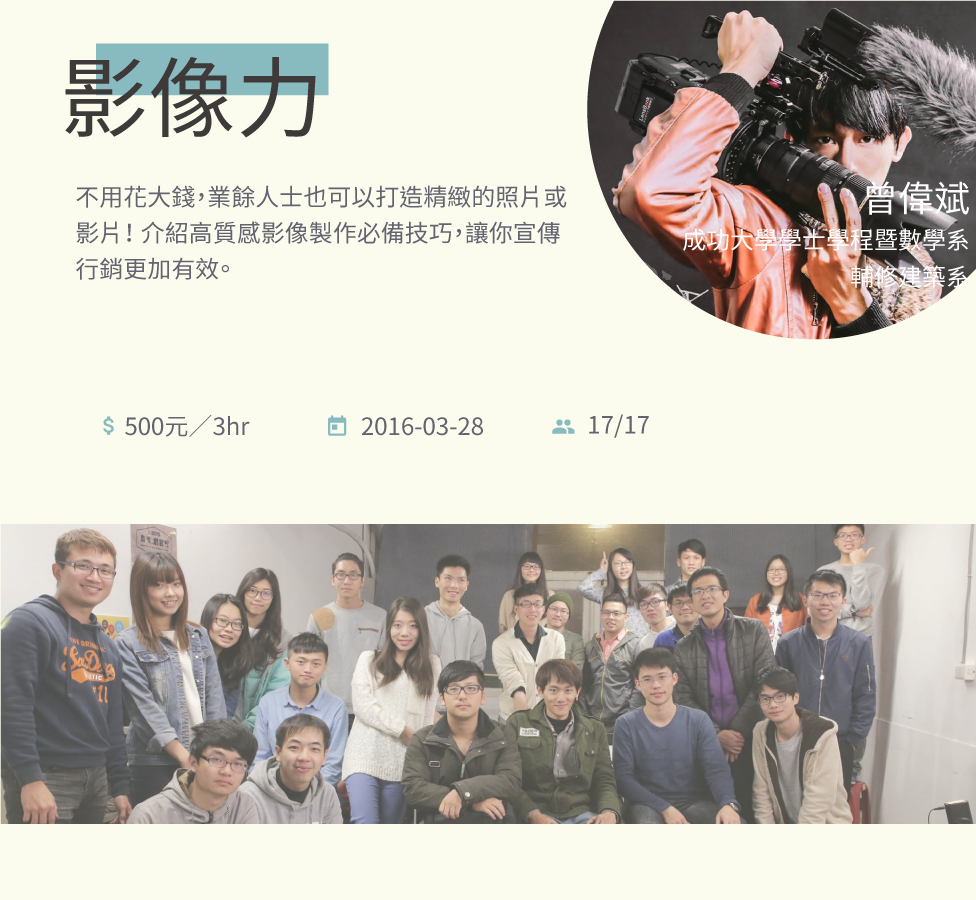 影像力
不用花大錢，業餘人士也可以打造精緻的照片或
影片！介紹高質感影像製作必備技巧，讓你宣傳
行銷更加有效。
曾偉斌
成功大學學士學程暨數學系
輔修建築系
500元／3hr
2016-03-28
17/17